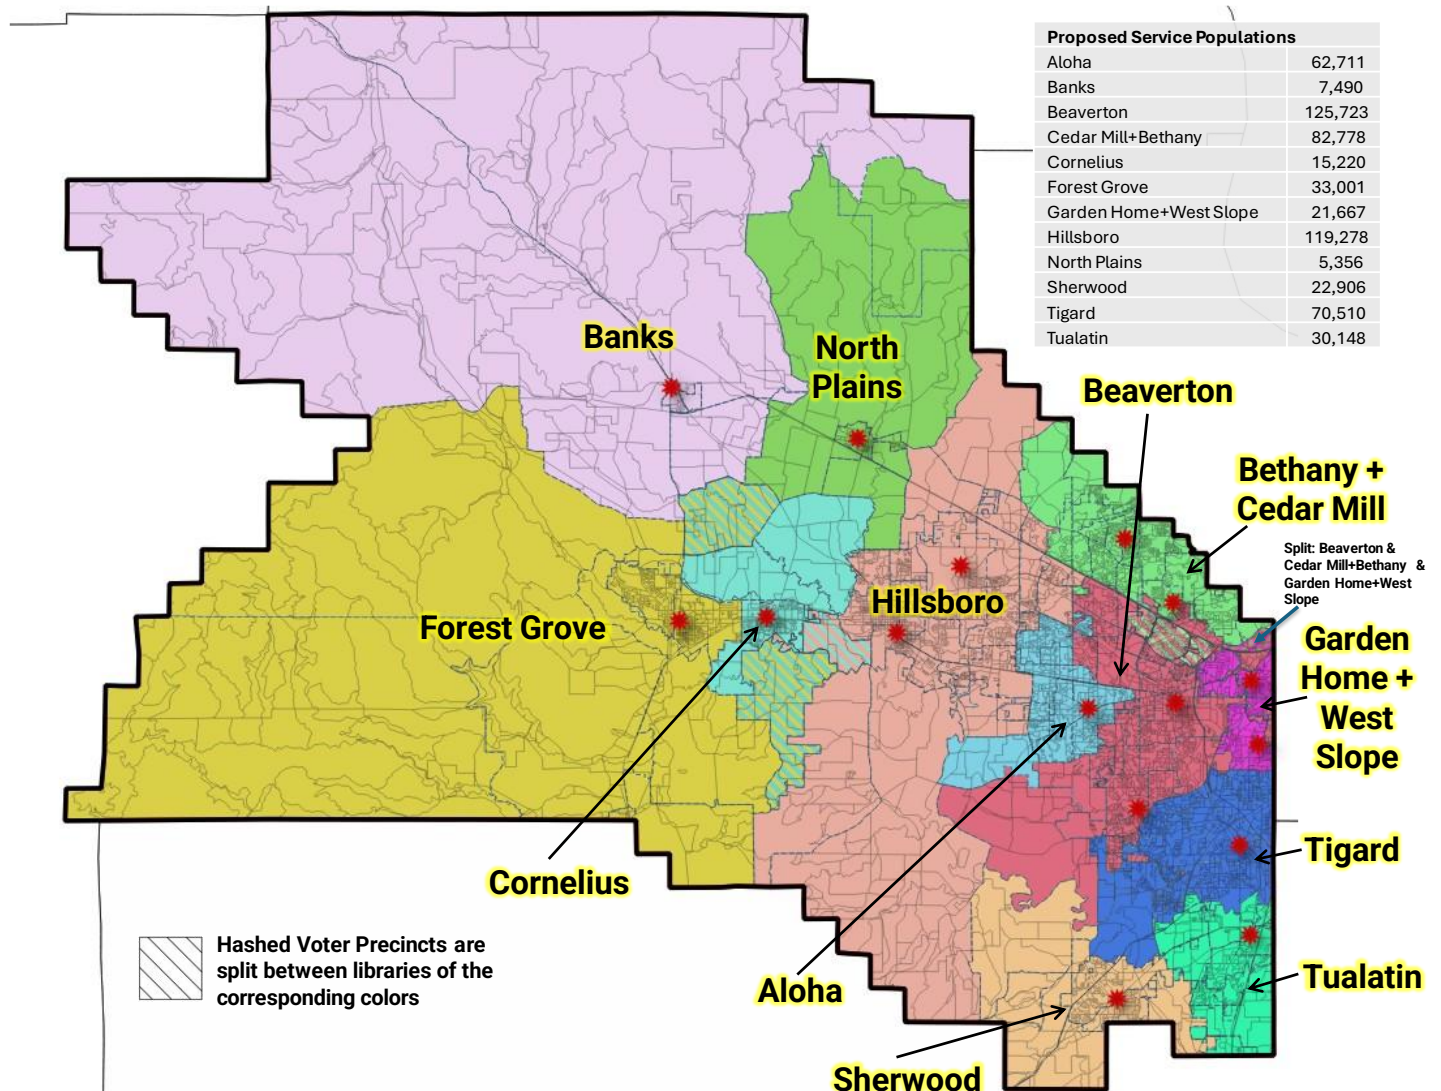 Proposed Service Populations
Aloha 62,711
Banks 7,490
Beaverton 125,723
Cedar Mill+Bethany 82,778
Cornelius 15,220
Forest Grove 33,001
Garden Home+West Slope 21,667
Hillsboro 119,278
North Plains 5,356
Sherwood 22,906
Tigard 70,510
Tualatin 30,148
Banks
North
Plains
Beaverton
Bethany +
Cedar Mill
Split: Beaverton &
Cedar Mill+Bethany &
Garden Home+West
Slope
Hillsboro
Forest Grove
Garden
Home +
West
Slope
Tigard
Cornelius
Hashed Voter Precincts are
split between libraries of the
corresponding colors
Aloha
Tualatin
Sherwood